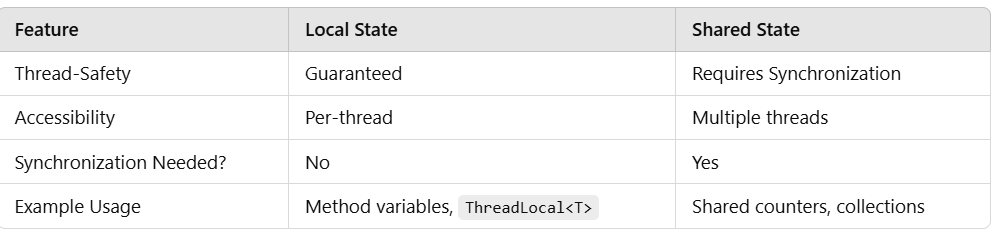 Feature Local State Shared State
Thread-Safety Guaranteed Requires Synchronization
Accessibility Per-thread Multiple threads
Synchronization Needed? No Yes
Example Usage Method variables, ThreadLocal<T> Shared counters, collections